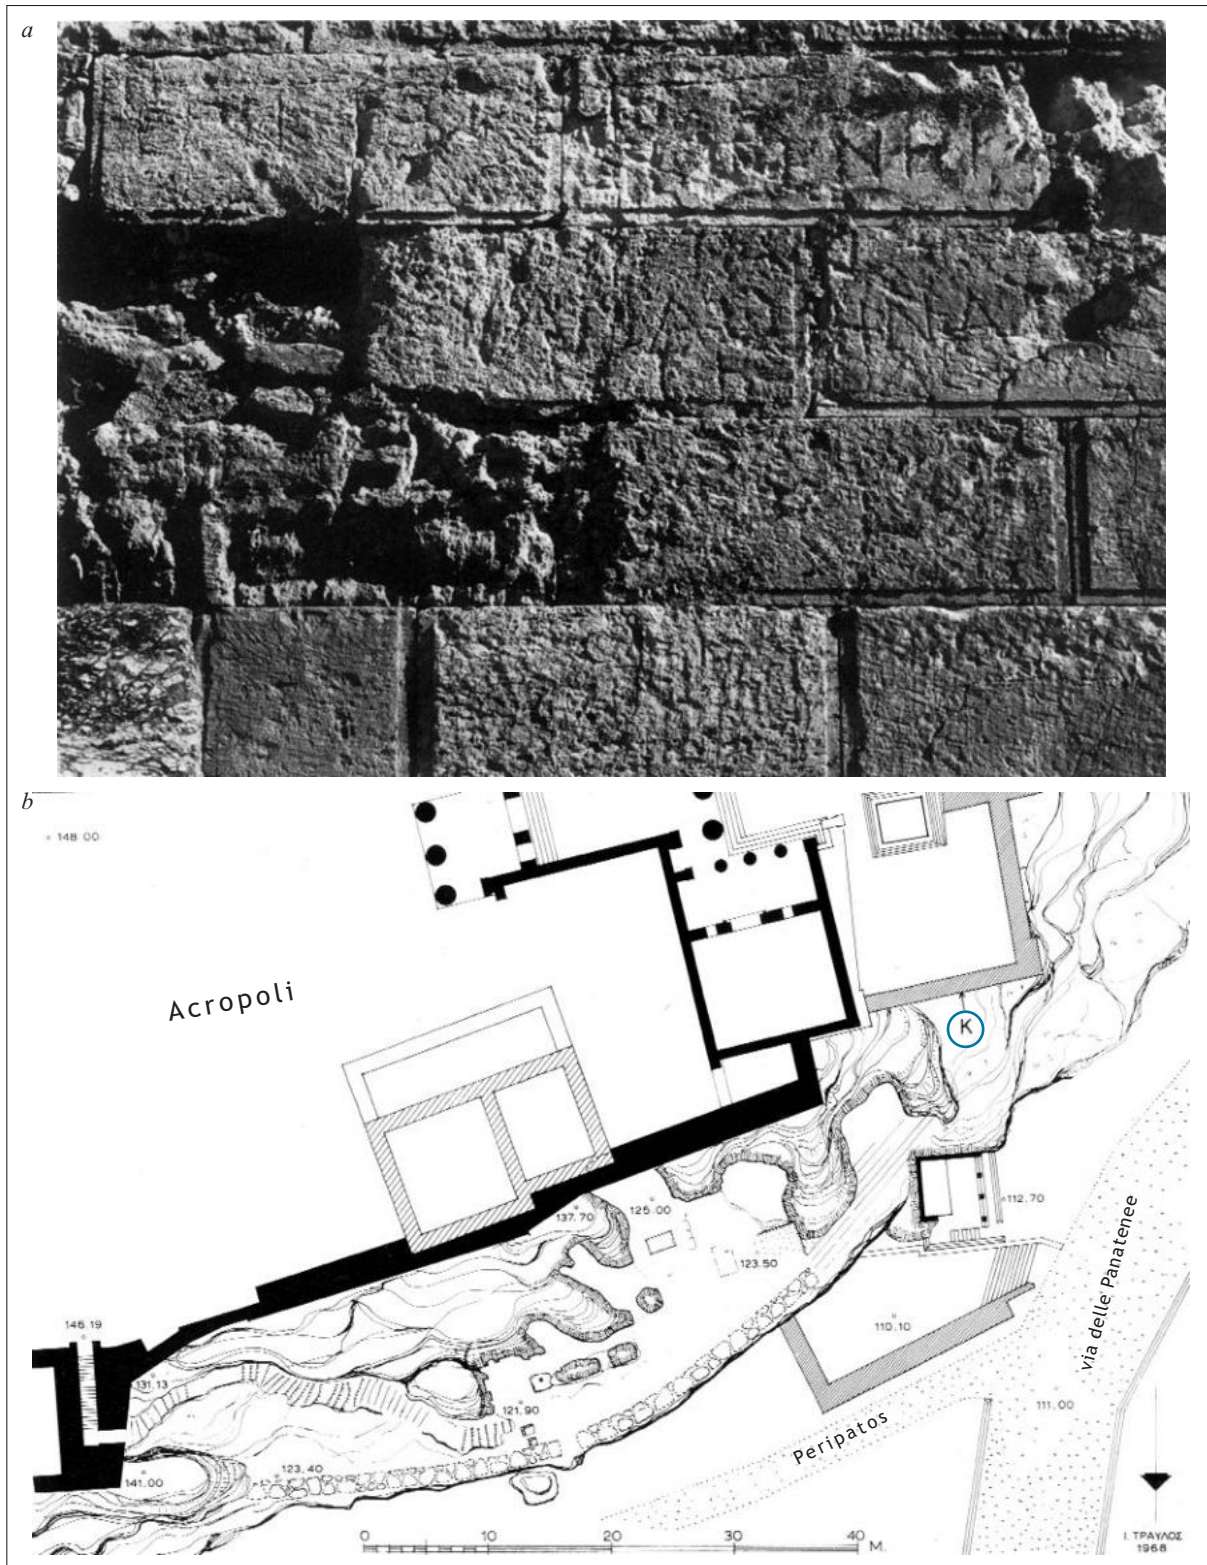 a
b
148.00
Acropoli
K
137.70
125.00
123.50
112.70
146.19
131.13
110.10
via delle Panatenee
121.90
111.00
Peripatos
141.00
123.40
0 10 20 30 40 M.
Ι. ΤΡΑΥΛΟΣ
1968